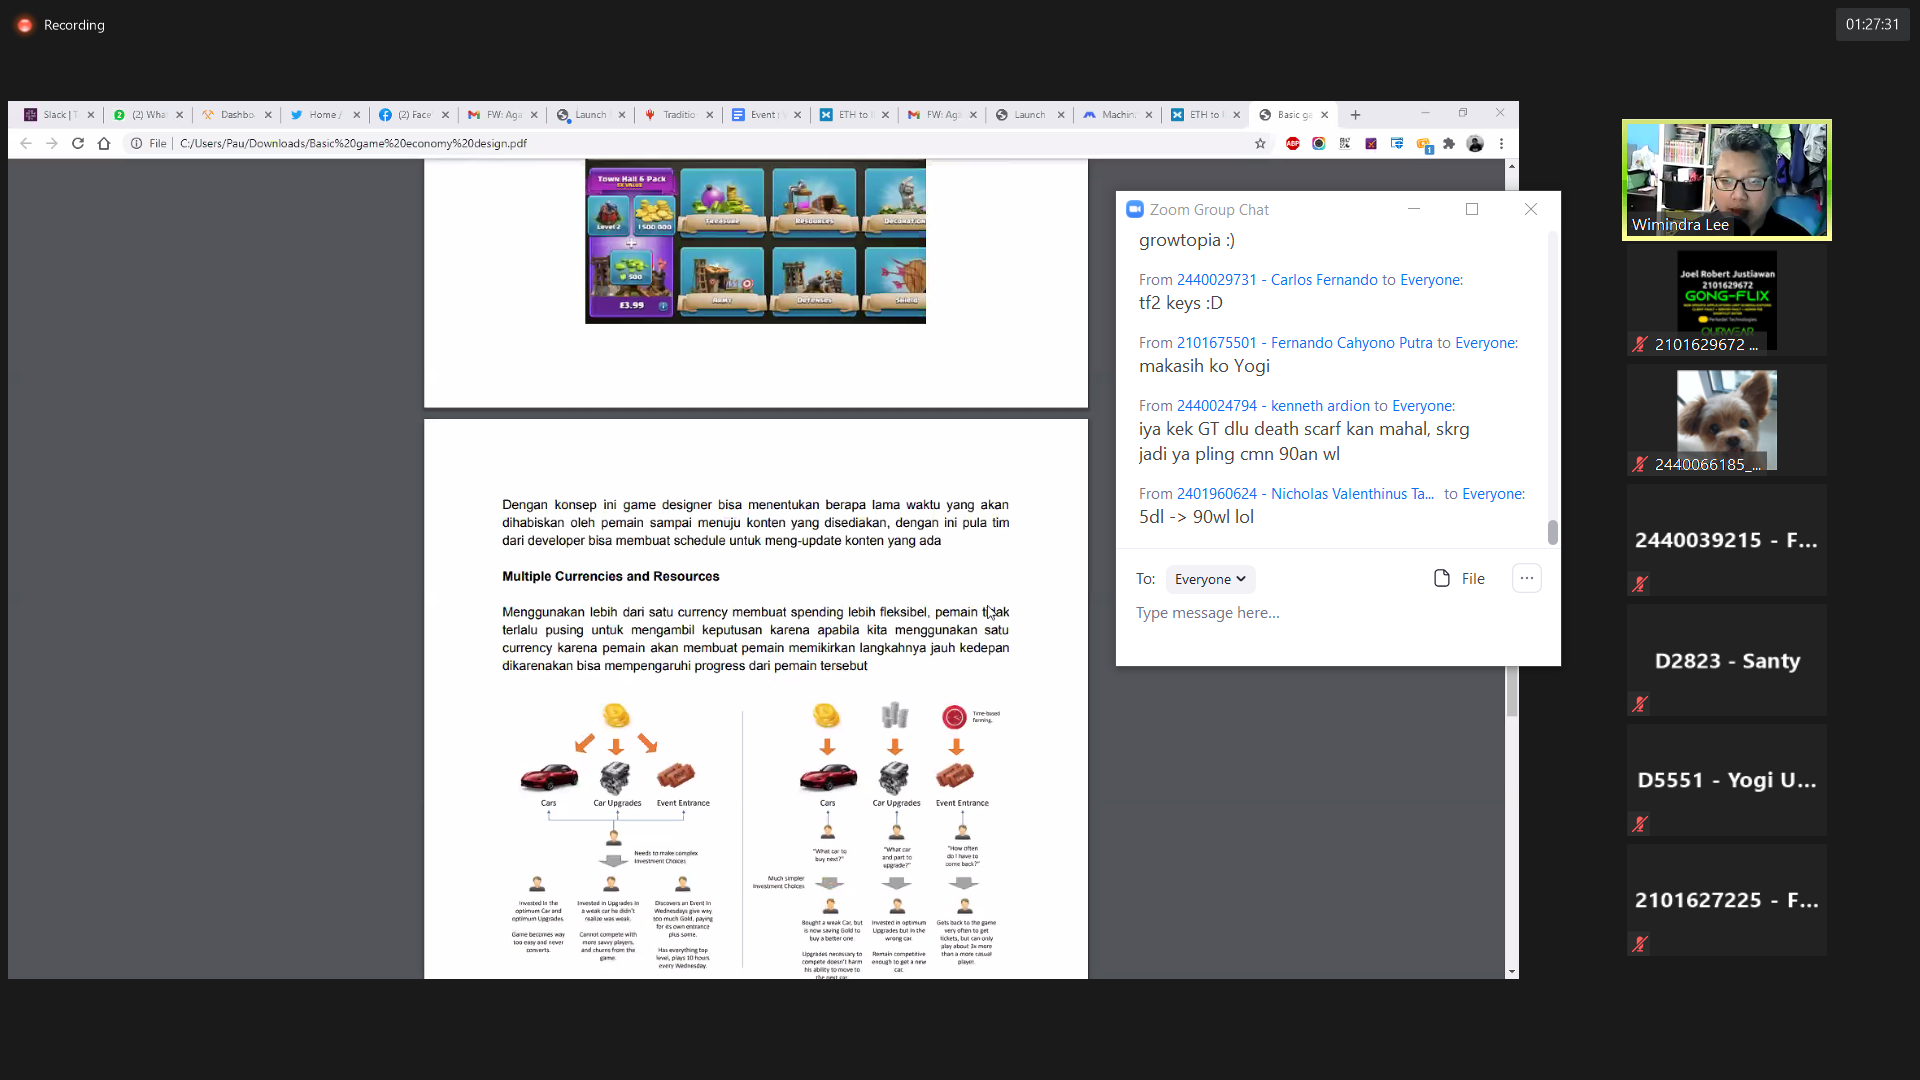 Recording
01:27:31
Slack | T
(2) Wha
Dashbo
Home /
(2) Face
FW: Aga
Launch
Traditio
Event
ETH to
FW: Aga
Launch
Machin
ETH to
Basic ga
File
C:/Users/Pau/Downloads/Basic%20game%20economy%20design.pdf
Town Hall 6 Pack
5X VALUE
Level 2
1 500 000
500
£3.99
Treasure
Resources
Decoration
Army
Defenses
Shield
Dengan konsep ini game designer bisa menentukan berapa lama waktu yang akan
dihabiskan oleh pemain sampai menuju konten yang disediakan, dengan ini pula tim
dari developer bisa membuat schedule untuk meng-update konten yang ada
Multiple Currencies and Resources
Menggunakan lebih dari satu currency membuat spending lebih fleksibel, pemain tidak
terlalu pusing untuk mengambil keputusan karena apabila kita menggunakan satu
currency karena pemain akan membuat pemain memikirkan langkahnya jauh kedepan
dikarenakan bisa mempengaruhi progress dari pemain tersebut
Cars
Car Upgrades
Event Entrance
Needs to make complex
Investment Choices
Invested in the
optimum Car and
optimum Upgrades.
Game becomes way
too easy and never
converts.
Invested in Upgrades in
a weak car he didn't
realize was weak.
Cannot compete with
more savvy players,
and churns from the
game.
Discovers an Event in
Wednesdays give way
too much Gold, paying
for its own entrance
plus some.
Has everything top
level, plays 10 hours
every Wednesday.
Time-based
farming.
Cars
Car Upgrades
Event Entrance
"What car to
buy next?"
"What car
and part to
upgrade?"
"How often
do I have to
come back?"
Much simpler
Investment Choices
Bought a weak Car, but
is now saving Gold to
buy a better one.
Upgrades necessary to
compete doesn't harm
his ability to move to
the next car.
Invested in optimum
Upgrades but in the
wrong car.
Remain competitive
enough to get a new
car.
Gets back to the game
very often to get
tickets, but can only
play about 3x more
than a more casual
player.
Zoom Group Chat
growtopia :)
From 2440029731 - Carlos Fernando to Everyone:
tf2 keys :D
From 2101675501 - Fernando Cahyono Putra to Everyone:
makasih ko Yogi
From 2440024794 - kenneth ardion to Everyone:
iya kek GT dlu death scarf kan mahal, skrg
jadi ya pling cmn 90an wl
From 2401960624 - Nicholas Valenthinus Ta... to Everyone:
5dl -> 90wl lol
To: Everyone
File
Type message here...
Wimindra Lee
Joel Robert Justiawan
2101629672
GONG-FLIX
OURWEAR
2101629672 ...
2440066185_...
2440039215 - F...
D2823 - Santy
D5551 - Yogi U...
2101627225 - F...